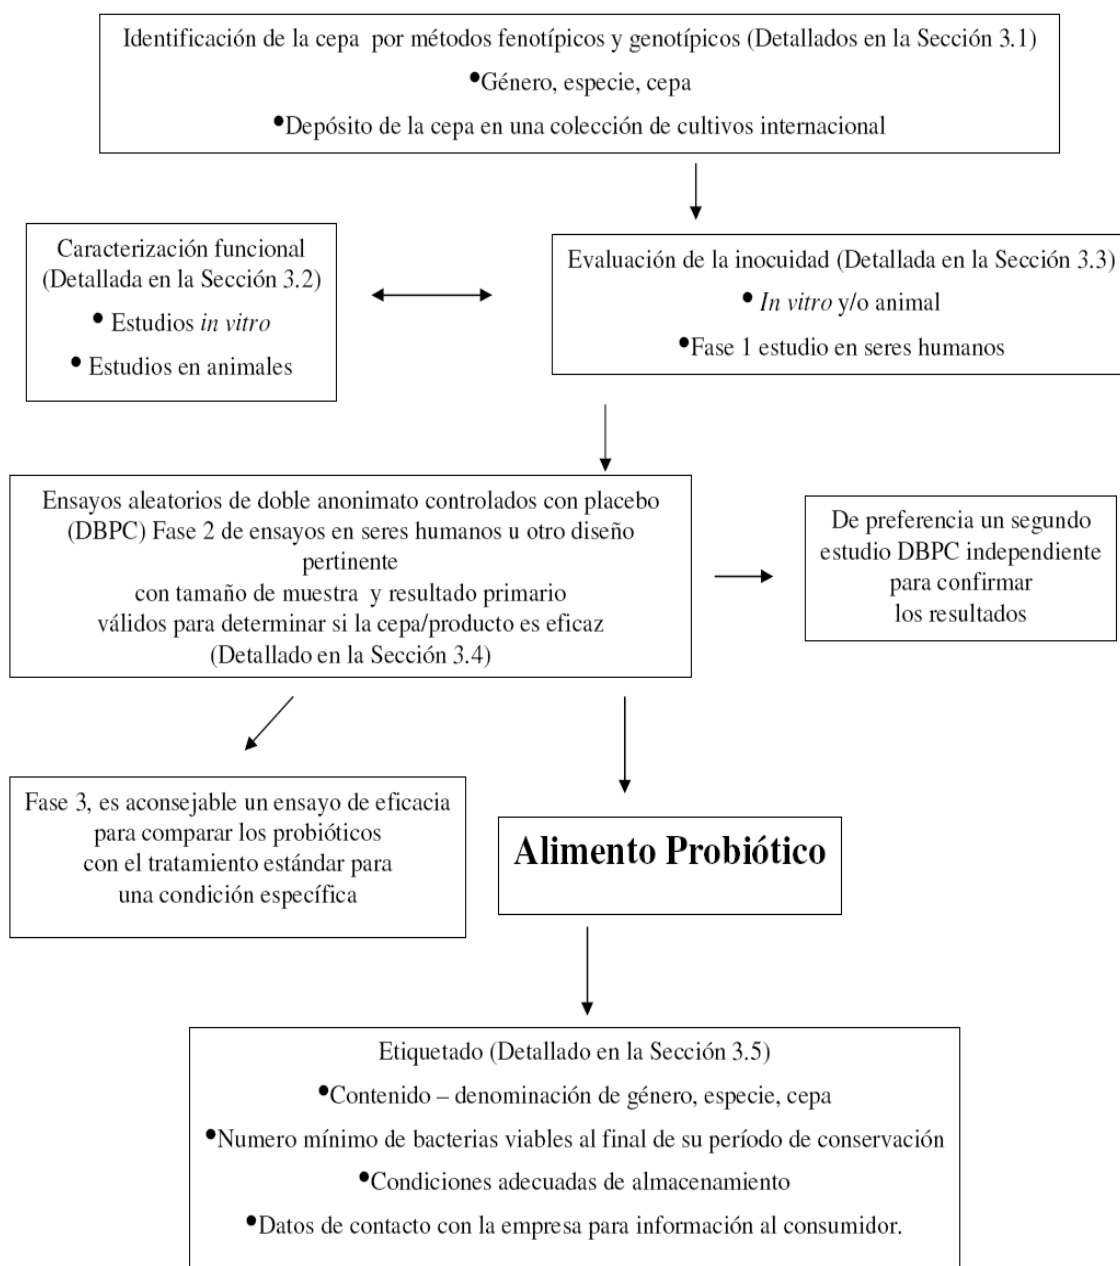 Identificación de la cepa por métodos fenotípicos y genotípicos (Detallados en la Sección 3.1)
•Género, especie, cepa
•Depósito de la cepa en una colección de cultivos internacional
Caracterización funcional
(Detallada en la Sección 3.2)
• Estudios in vitro
• Estudios en animales
Evaluación de la inocuidad (Detallada en la Sección 3.3)
• In vitro y/o animal
•Fase 1 estudio en seres humanos
Ensayos aleatorios de doble anonimato controlados con placebo
(DBPC) Fase 2 de ensayos en seres humanos u otro diseño
pertinente
con tamaño de muestra y resultado primario
válidos para determinar si la cepa/producto es eficaz
(Detallado en la Sección 3.4)
De preferencia un segundo
estudio DBPC independiente
para confirmar
los resultados
Fase 3, es aconsejable un ensayo de eficacia
para comparar los probióticos
con el tratamiento estándar para
una condición específica
Alimento Probiótico
Etiquetado (Detallado en la Sección 3.5)
•Contenido – denominación de género, especie, cepa
•Numero mínimo de bacterias viables al final de su período de conservación
•Condiciones adecuadas de almacenamiento
•Datos de contacto con la empresa para información al consumidor.